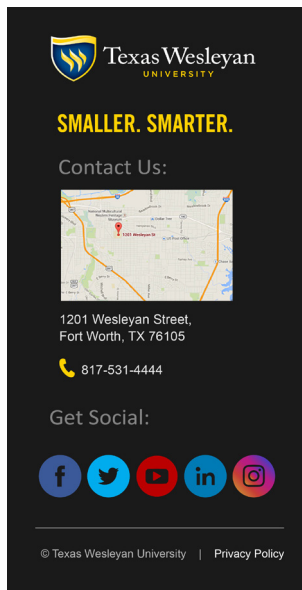 Texas Wesleyan
UNIVERSITY
SMALLER. SMARTER.
Contact Us:
1201 Wesleyan St
1201 Wesleyan Street,
Fort Worth, TX 76105
817-531-4444
Get Social:
© Texas Wesleyan University | Privacy Policy